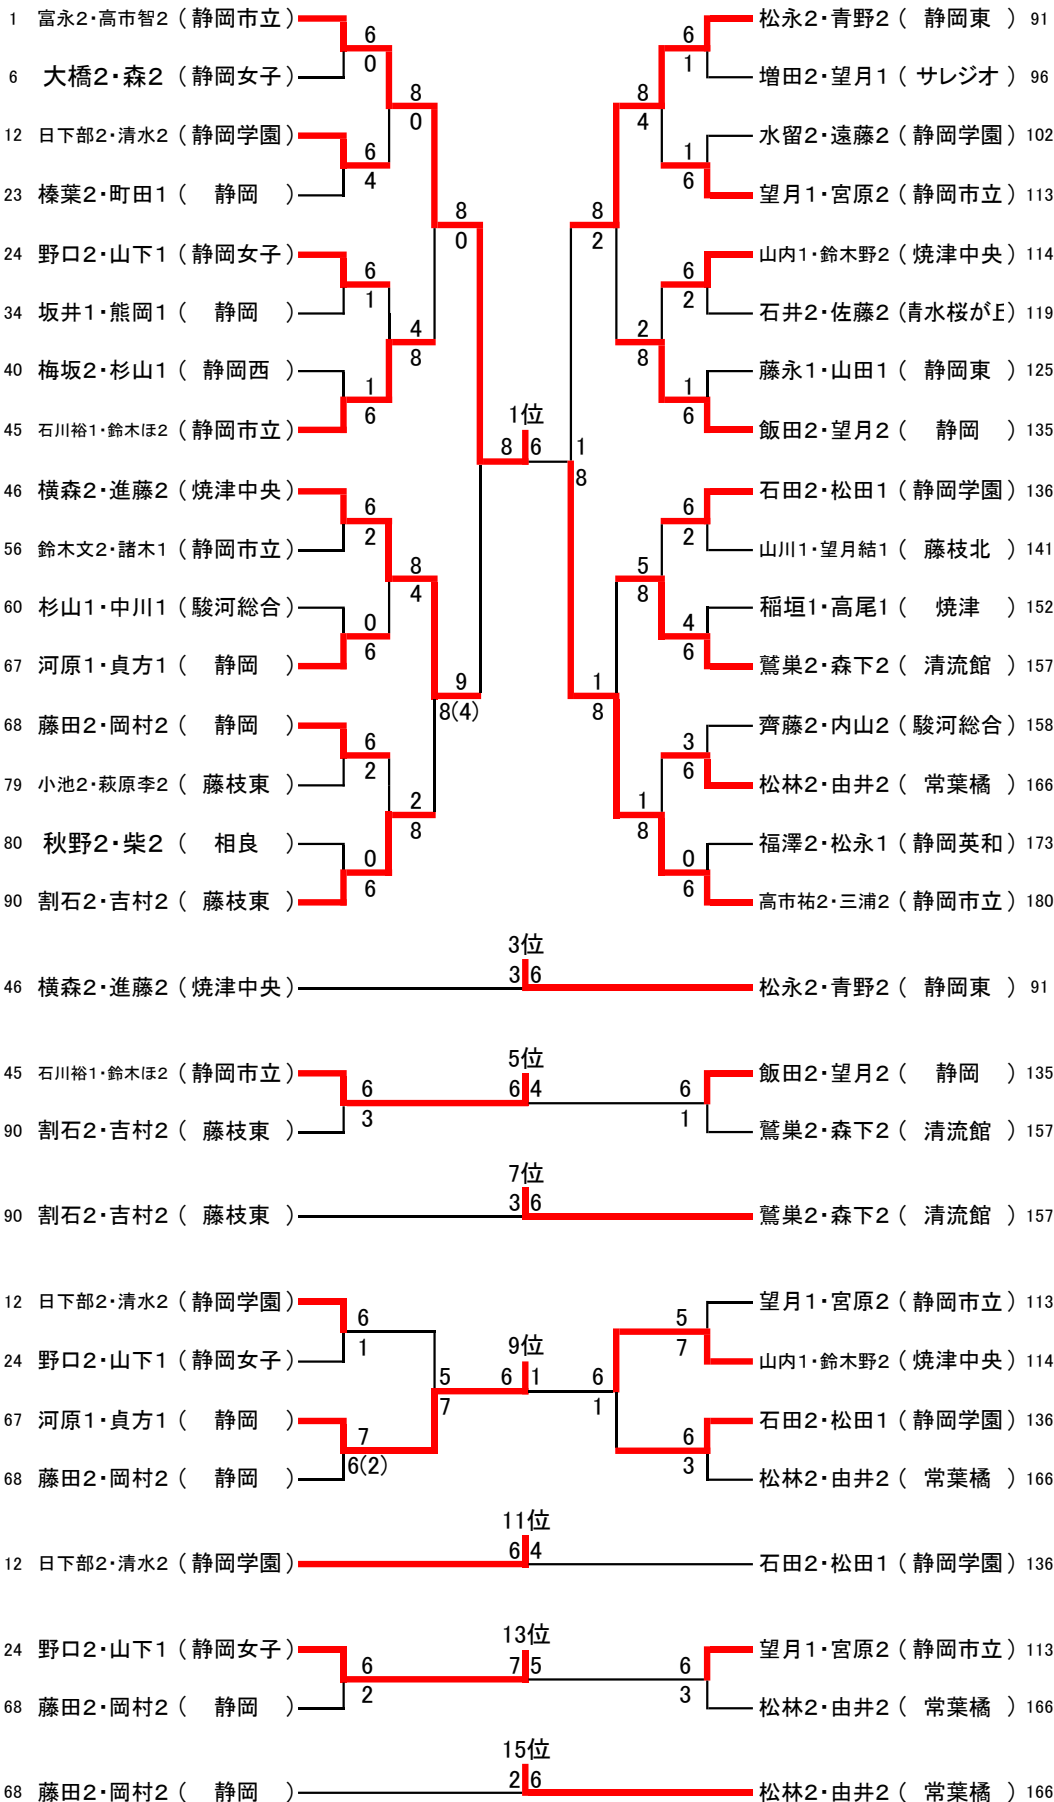 1 富永2・高市智2 ( 静岡市立 ) 松永2・青野2 ( 静岡東 ) 91
6 6
0 1
6 大橋2・森2 ( 静岡女子 ) 増田2・望月1 ( サレジオ ) 96
8 8
0 4
12 日下部2・清水2 ( 静岡学園 ) 水留2・遠藤2 ( 静岡学園 ) 102
6 1
4 6
23 榛葉2・町田1 ( 静岡 ) 望月1・宮原2 ( 静岡市立 ) 113
8 8
0 2
24 野口2・山下1 ( 静岡女子 ) 山内1・鈴木野2 ( 焼津中央 ) 114
6 6
1 2
34 坂井1・熊岡1 ( 静岡 ) 石井2・佐藤2 (清水桜が丘) 119
4 2
8 8
40 梅坂2・杉山1 ( 静岡西 ) 藤永1・山田1 ( 静岡東 ) 125
1 1
6 6
45 石川裕1・鈴木ほ2 ( 静岡市立 ) 飯田2・望月2 ( 静岡 ) 135
1位
8 6 1
8
46 横森2・進藤2 ( 焼津中央 ) 石田2・松田1 ( 静岡学園 ) 136
6 6
2 2
56 鈴木文2・諸木1 ( 静岡市立 ) 山川1・望月結1 ( 藤枝北 ) 141
8 5
4 8
60 杉山1・中川1 ( 駿河総合 ) 稲垣1・高尾1 ( 焼津 ) 152
0 4
6 6
67 河原1・貞方1 ( 静岡 ) 鷲巣2・森下2 ( 清流館 ) 157
9 1
8(4) 8
68 藤田2・岡村2 ( 静岡 ) 齊藤2・内山2 ( 駿河総合 ) 158
6 3
2 6
79 小池2・萩原李2 ( 藤枝東 ) 松林2・由井2 ( 常葉橘 ) 166
2 1
8 8
80 秋野2・柴2 ( 相良 ) 福澤2・松永1 ( 静岡英和 ) 173
0 0
6 6
90 割石2・吉村2 ( 藤枝東 ) 高市祐2・三浦2 ( 静岡市立 ) 180
3位
3 6
46 横森2・進藤2 ( 焼津中央 ) 松永2・青野2 ( 静岡東 ) 91
5位
45 石川裕1・鈴木ほ2 ( 静岡市立 ) 飯田2・望月2 ( 静岡 ) 135
6 6 4 6
3 1
90 割石2・吉村2 ( 藤枝東 ) 鷲巣2・森下2 ( 清流館 ) 157
7位
3 6
90 割石2・吉村2 ( 藤枝東 ) 鷲巣2・森下2 ( 清流館 ) 157
12 日下部2・清水2 ( 静岡学園 ) 望月1・宮原2 ( 静岡市立 ) 113
6 5
1 7
9位
24 野口2・山下1 ( 静岡女子 ) 山内1・鈴木野2 ( 焼津中央 ) 114
5 6 1 6
7 1
67 河原1・貞方1 ( 静岡 ) 石田2・松田1 ( 静岡学園 ) 136
7 6
6(2) 3
68 藤田2・岡村2 ( 静岡 ) 松林2・由井2 ( 常葉橘 ) 166
11位
6 4
12 日下部2・清水2 ( 静岡学園 ) 石田2・松田1 ( 静岡学園 ) 136
13位
24 野口2・山下1 ( 静岡女子 ) 望月1・宮原2 ( 静岡市立 ) 113
6 7 5 6
2 3
68 藤田2・岡村2 ( 静岡 ) 松林2・由井2 ( 常葉橘 ) 166
15位
2 6
68 藤田2・岡村2 ( 静岡 ) 松林2・由井2 ( 常葉橘 ) 166